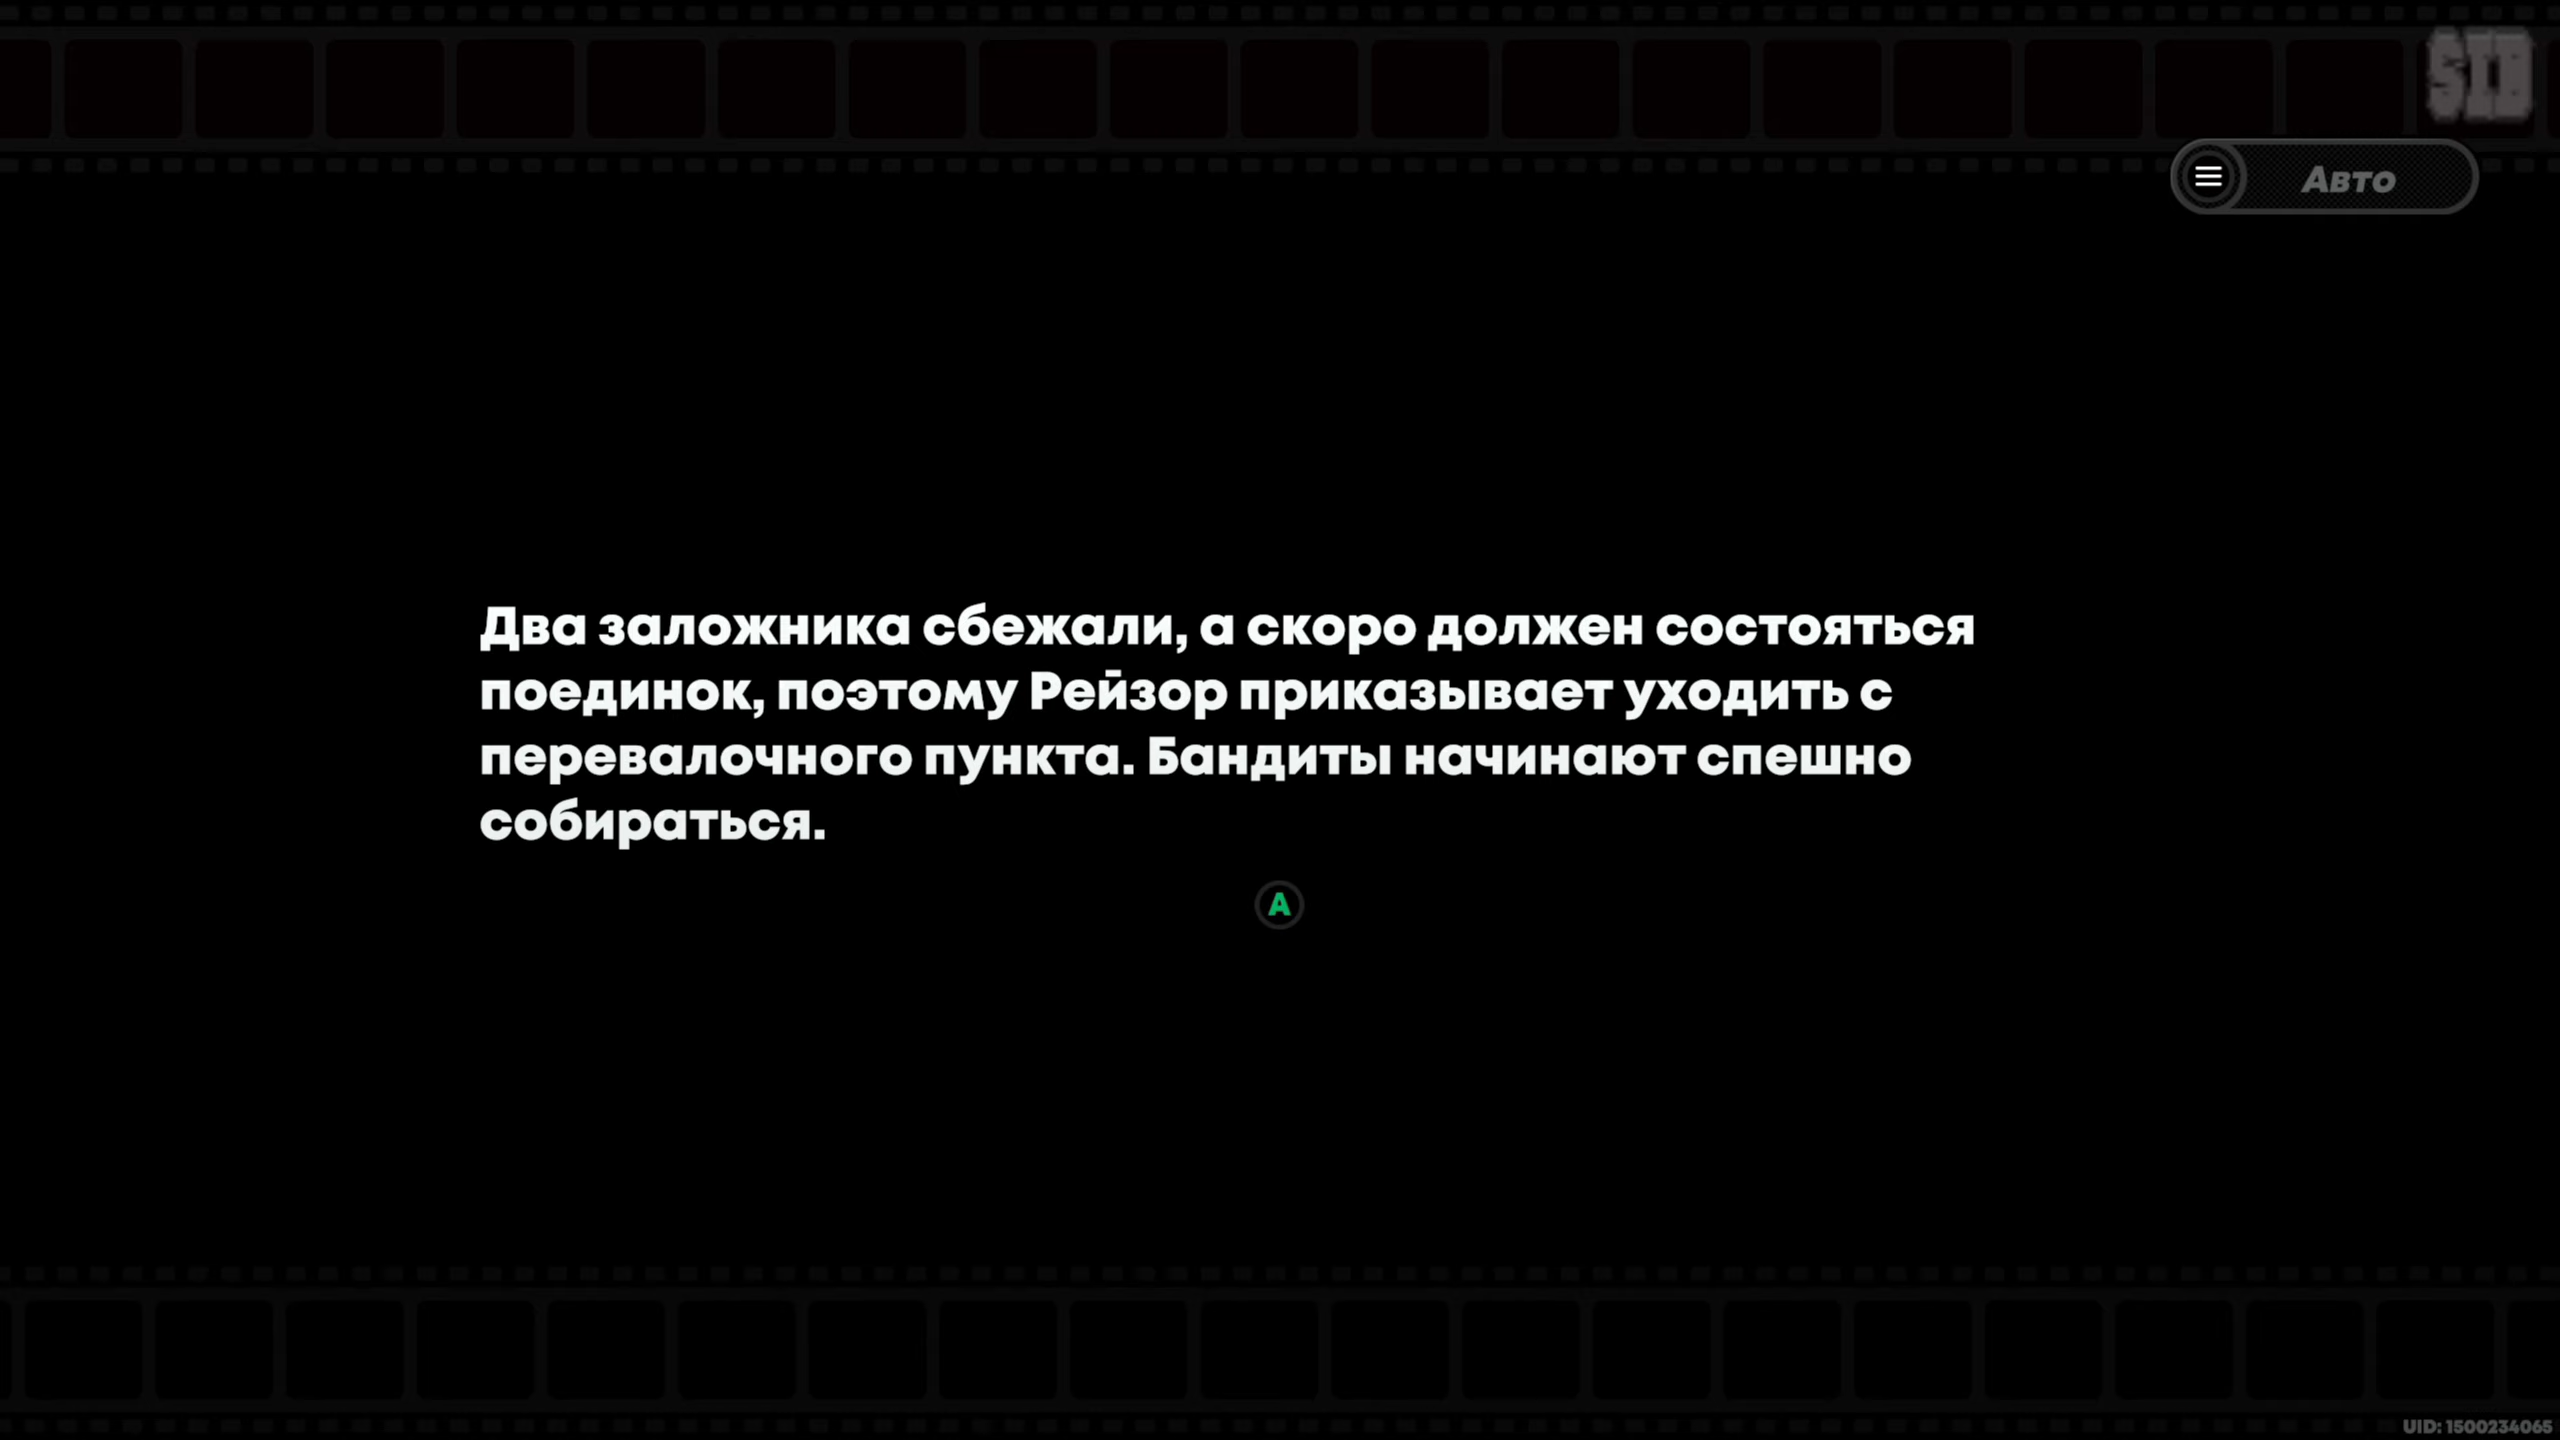 SIB
Авто
Два заложника сбежали, а скоро должен состояться
поединок, поэтому Рейзор приказывает уходить с
перевалочного пункта. Бандиты начинают спешно
собираться.
A
UID: 1500234065